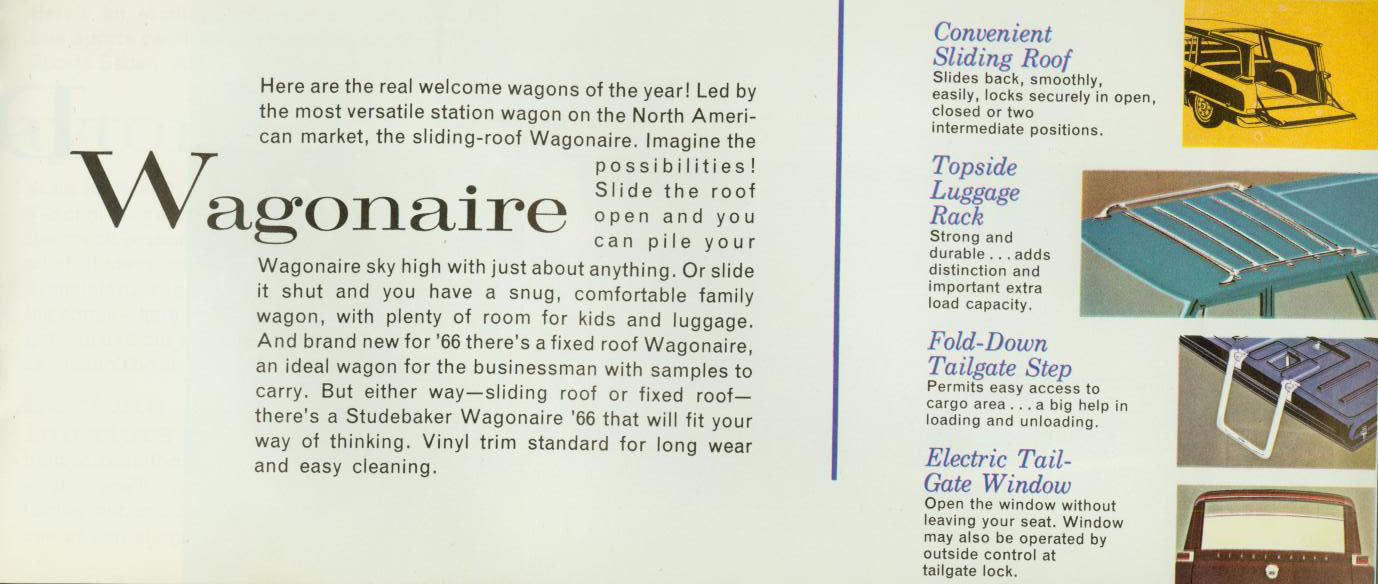 Here are the real welcome wagons of the year! Led by
the most versatile station wagon on the North Ameri-
can market, the sliding-roof Wagonaire. Imagine the
possibilities!
Slide the roof
Wagonaire
open and you
can pile your
Wagonaire sky high with just about anything. Or slide
it shut and you have a snug, comfortable family
wagon, with plenty of room for kids and luggage.
And brand new for '66 there's a fixed roof Wagonaire,
an ideal wagon for the businessman with samples to
carry. But either way—sliding roof or fixed roof—
there's a Studebaker Wagonaire '66 that will fit your
way of thinking. Vinyl trim standard for long wear
and easy cleaning.
Convenient
Sliding Roof
Slides back, smoothly,
easily, locks securely in open,
closed or two
intermediate positions.
Topside
Luggage
Rack
Strong and
durable . . . adds
distinction and
important extra
load capacity.
Fold-Down
Tailgate Step
Permits easy access to
cargo area . . . a big help in
loading and unloading.
Electric Tail-
Gate Window
Open the window without
leaving your seat. Window
may also be operated by
outside control at
tailgate lock.